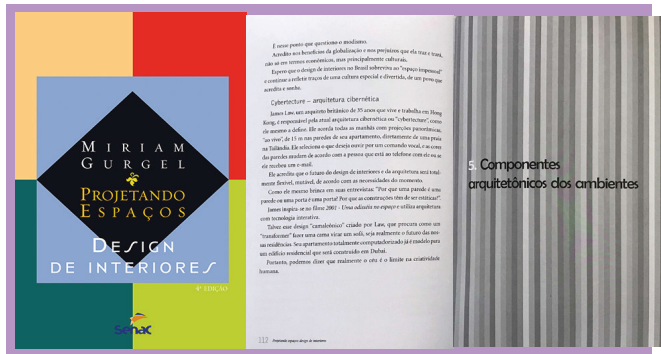 MIRIAM
GURGEL
PROJETANDO
ESPAÇOS
DESIGN
DE INTERIORES
4ª EDIÇÃO
Senac
É nesse ponto que questiono o modismo.
Acredito nos benefícios da globalização e nos prejuízos que ela traz e trará,
não só em termos econômicos, mas principalmente culturais.
Espero que o design de interiores no Brasil sobreviva ao "espaço impessoal"
e continue a refletir traços de uma cultura especial e divertida, de um povo que
acredita e sonha.
Cybertecture – arquitetura cibernética
James Law, um arquiteto britânico de 35 anos que vive e trabalha em Hong
Kong, é responsável pela atual arquitetura cibernética ou "cybertecture", como
ele mesmo a define. Ele acorda todas as manhãs com projeções panorâmicas,
"ao vivo", de 15 m nas paredes de seu apartamento, diretamente de uma praia
na Tailândia. Ele seleciona o que deseja ouvir por um comando vocal, e as cores
das paredes mudam de acordo com a pessoa que está ao telefone com ele ou se
ele recebeu um e-mail.
Ele acredita que o futuro do design de interiores e da arquitetura será total-
mente flexível, mutável, de acordo com as necessidades do momento.
Como ele mesmo brinca em suas entrevistas: "Por que uma parede é uma
parede ou uma porta é uma porta? Por que as construções têm de ser estáticas?".
James inspira-se no filme 2001 - Uma odisséia no espaço e utiliza arquitetura
com tecnologia interativa.
Talvez esse design "camaleônico" criado por Law, que procura como um
"transformer" fazer uma cama virar um sofá, seja realmente o futuro das nos-
sas residências. Seu apartamento totalmente computadorizado já é modelo para
um edifício residencial que será construído em Dubai.
Portanto, podemos dizer que realmente o céu é o limite na criatividade
humana.
112 Projetando espaços: design de interiores
5. Componentes
arquitetônicos dos ambientes